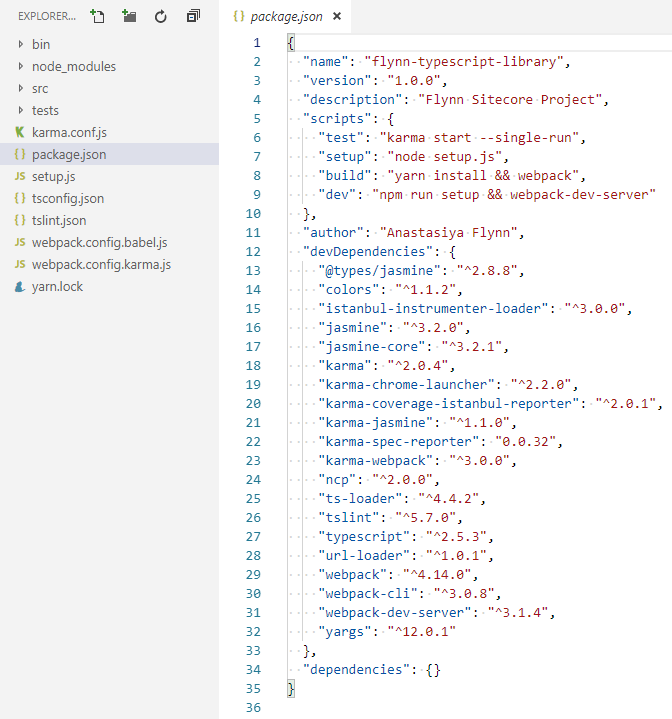 EXPLORER...
bin
node_modules
src
tests
karma.conf.js
package.json
setup.js
tsconfig.json
tslint.json
webpack.config.babel.js
webpack.config.karma.js
yarn.lock
{ } package.json ×
1 {
2 "name": "flynn-typescript-library",
3 "version": "1.0.0",
4 "description": "Flynn Sitecore Project",
5 "scripts": {
6 "test": "karma start --single-run",
7 "setup": "node setup.js",
8 "build": "yarn install && webpack",
9 "dev": "npm run setup && webpack-dev-server"
10 },
11 "author": "Anastasiya Flynn",
12 "devDependencies": {
13 "@types/jasmine": "^2.8.8",
14 "colors": "^1.1.2",
15 "istanbul-instrumenter-loader": "^3.0.0",
16 "jasmine": "^3.2.0",
17 "jasmine-core": "^3.2.1",
18 "karma": "^2.0.4",
19 "karma-chrome-launcher": "^2.2.0",
20 "karma-coverage-istanbul-reporter": "^2.0.1",
21 "karma-jasmine": "^1.1.0",
22 "karma-spec-reporter": "0.0.32",
23 "karma-webpack": "^3.0.0",
24 "ncp": "^2.0.0",
25 "ts-loader": "^4.4.2",
26 "tslint": "^5.7.0",
27 "typescript": "^2.5.3",
28 "url-loader": "^1.0.1",
29 "webpack": "^4.14.0",
30 "webpack-cli": "^3.0.8",
31 "webpack-dev-server": "^3.1.4",
32 "yargs": "^12.0.1"
33 },
34 "dependencies": {}
35 }
36